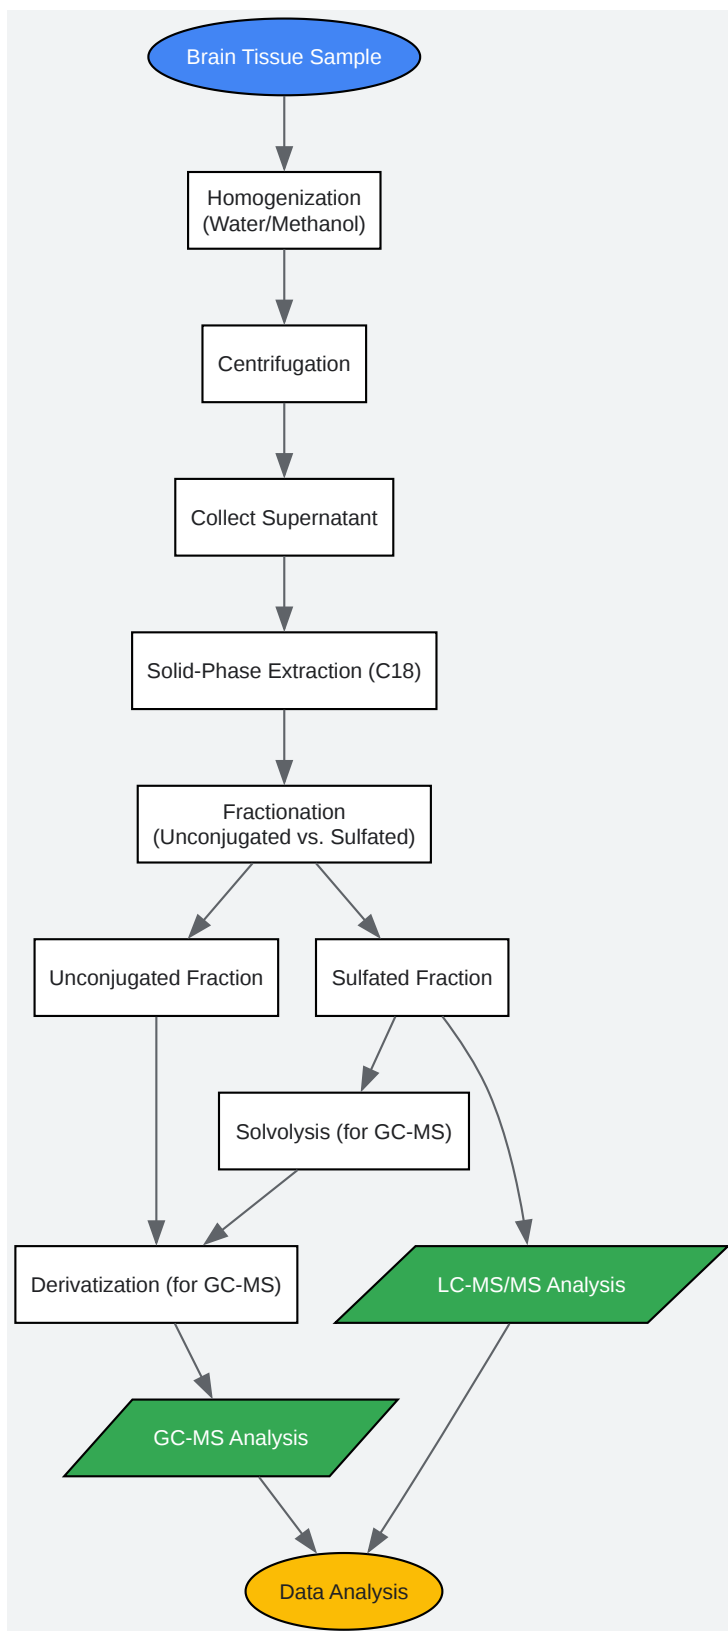 Brain Tissue Sample
Homogenization
(Water/Methanol)
Centrifugation
Collect Supernatant
Solid-Phase Extraction (C18)
Fractionation
(Unconjugated vs. Sulfated)
Unconjugated Fraction
Sulfated Fraction
Solvolysis (for GC-MS)
Derivatization (for GC-MS)
LC-MS/MS Analysis
GC-MS Analysis
Data Analysis